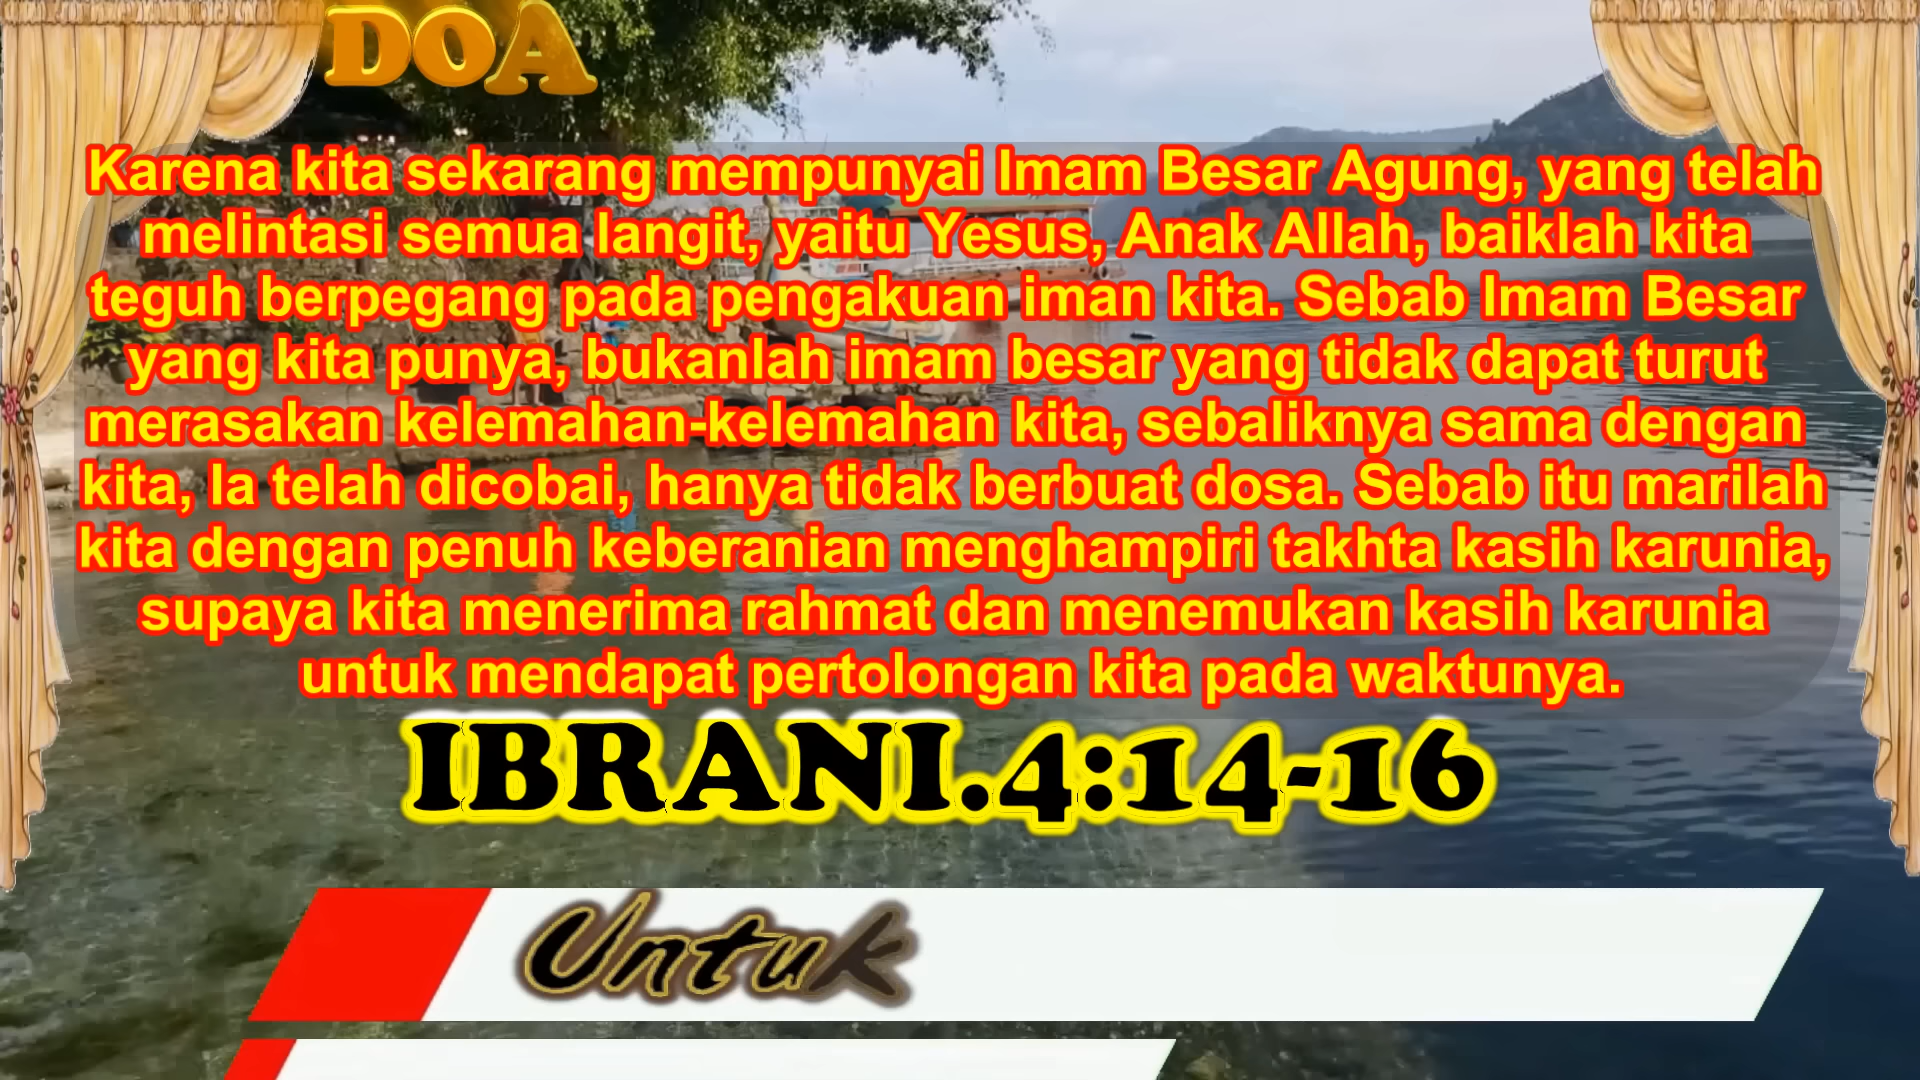 DOA
Karena kita sekarang mempunyai Imam Besar Agung, yang telah
melintasi semua langit, yaitu Yesus, Anak Allah, baiklah kita
teguh berpegang pada pengakuan iman kita. Sebab Imam Besar
yang kita punya, bukanlah imam besar yang tidak dapat turut
merasakan kelemahan-kelemahan kita, sebaliknya sama dengan
kita, Ia telah dicobai, hanya tidak berbuat dosa. Sebab itu marilah
kita dengan penuh keberanian menghampiri takhta kasih karunia,
supaya kita menerima rahmat dan menemukan kasih karunia
untuk mendapat pertolongan kita pada waktunya.
IBRANI.4:14-16
Untuk